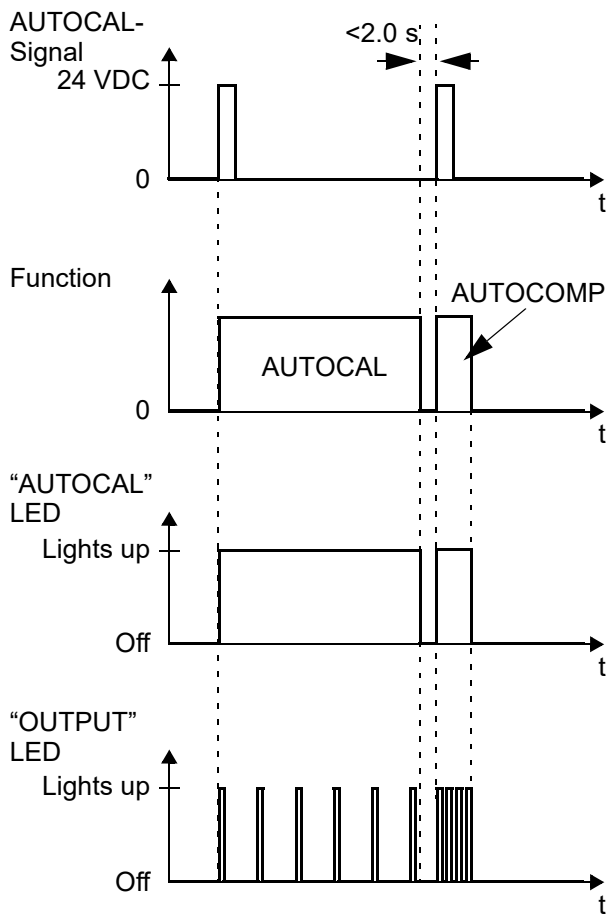 AUTOCAL-
Signal
<2.0 s
24 VDC
0
t
Function
AUTOCOMP
AUTOCAL
0
t
“AUTOCAL”
LED
Lights up
Off
t
“OUTPUT”
LED
Lights up
Off
t